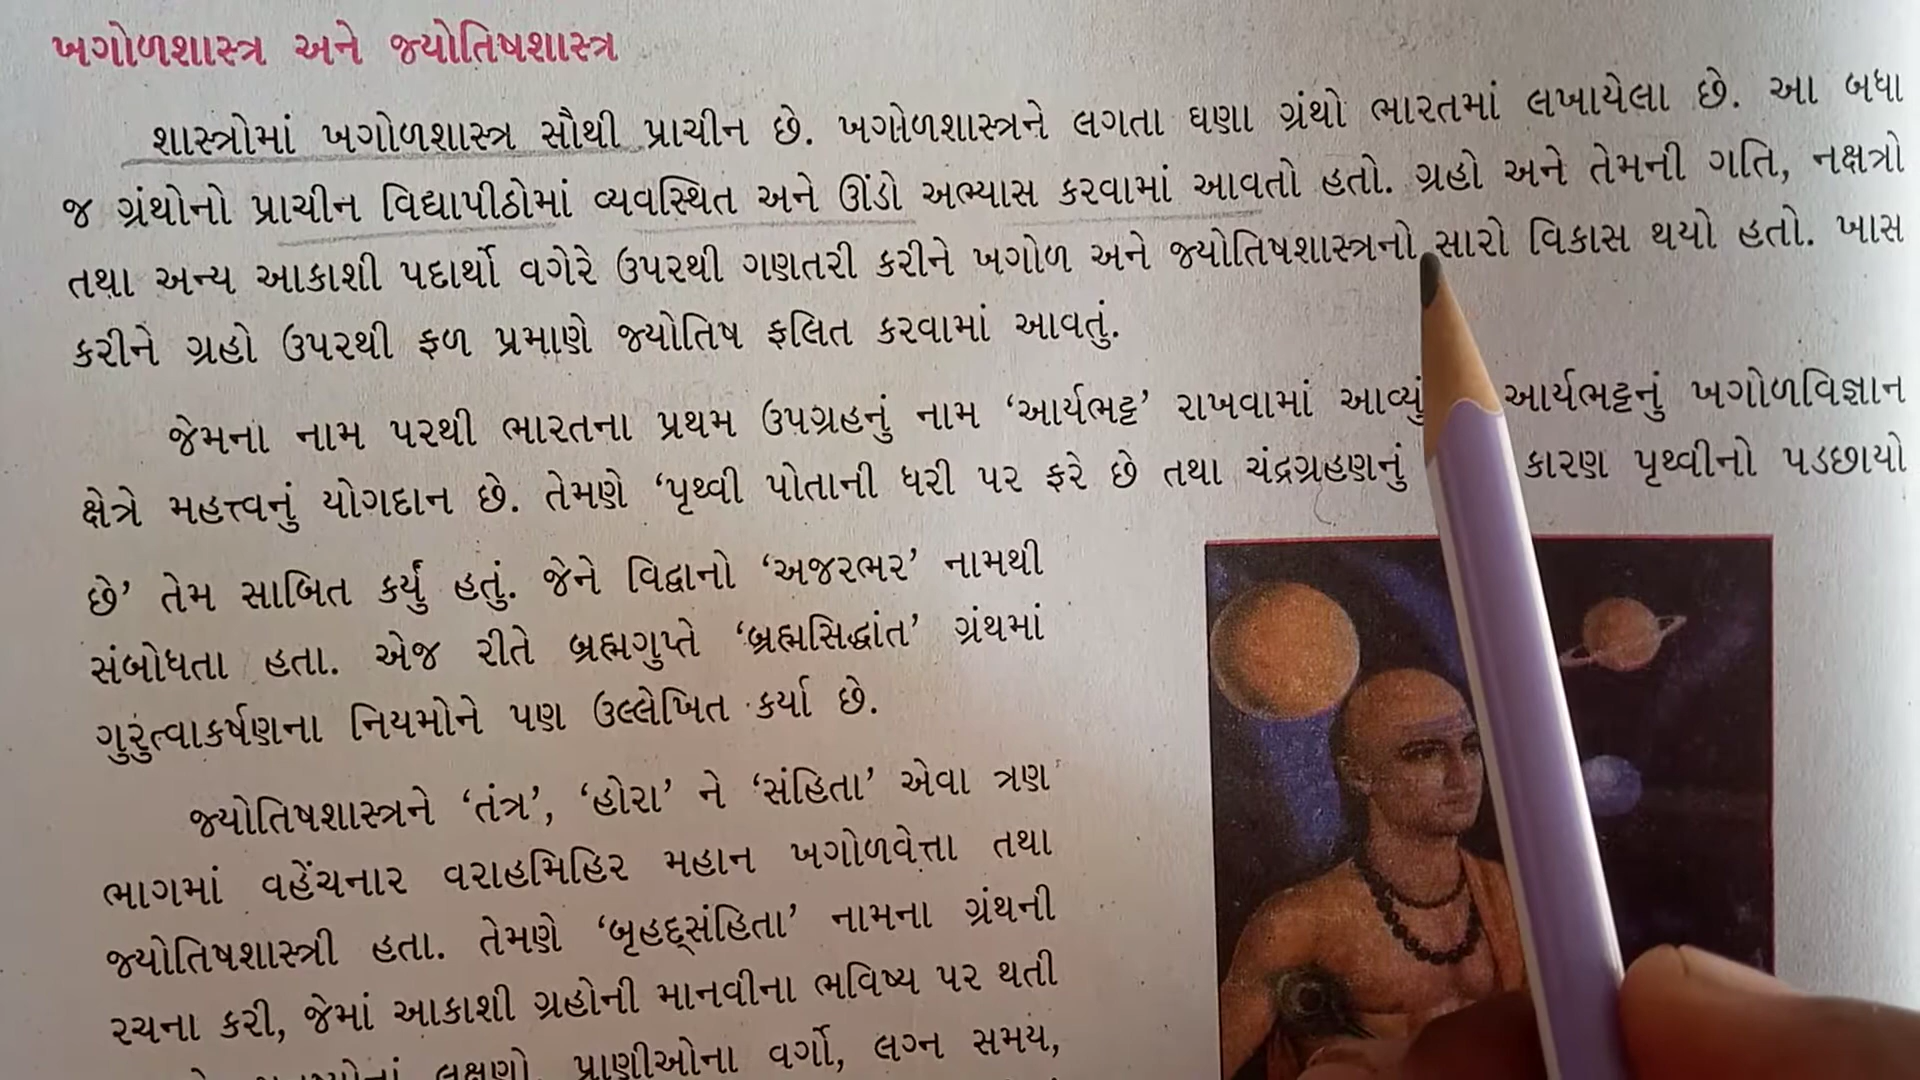 ખગોળશાસ્ત્ર અને જ્યોતિષશાસ્ત્ર
શાસ્ત્રોમાં ખગોળશાસ્ત્ર સૌથી પ્રાચીન છે. ખગોળશાસ્ત્રને લગતા ઘણા ગ્રંથો ભારતમાં લખાયેલા છે. આ બધા
જ ગ્રંથોનો પ્રાચીન વિદ્યાપીઠોમાં વ્યવસ્થિત અને ઊંડો અભ્યાસ કરવામાં આવતો હતો. ગ્રહો અને તેમની ગતિ, નક્ષત્રો
તથા અન્ય આકાશી પદાર્થો વગેરે ઉપરથી ગણતરી કરીને ખગોળ અને જ્યોતિષશાસ્ત્રનો સારો વિકાસ થયો હતો. ખાસ
કરીને ગ્રહો ઉપરથી ફળ પ્રમાણે જ્યોતિષ ફલિત કરવામાં આવતું.
જેમના નામ પરથી ભારતના પ્રથમ ઉપગ્રહનું નામ ‘આર્યભટ્ટ’ રાખવામાં આવ્યું આર્યભટ્ટનું ખગોળવિજ્ઞાન
ક્ષેત્રે મહત્ત્વનું યોગદાન છે. તેમણે ‘પૃથ્વી પોતાની ધરી પર ફરે છે તથા ચંદ્રગ્રહણનું કારણ પૃથ્વીનો પડછાયો
છે’ તેમ સાબિત કર્યું હતું. જેને વિદ્વાનો ‘અજરભર’ નામથી
સંબોધતા હતા. એજ રીતે બ્રહ્મગુપ્તે ‘બ્રહ્મસિદ્ધાંત’ ગ્રંથમાં
ગુરુત્વાકર્ષણના નિયમોને પણ ઉલ્લેખિત કર્યા છે.
જ્યોતિષશાસ્ત્રને ‘તંત્ર’, ‘હોરા’ ને ‘સંહિતા’ એવા ત્રણ
ભાગમાં વહેંચનાર વરાહમિહિર મહાન ખગોળવેત્તા તથા
જ્યોતિષશાસ્ત્રી હતા. તેમણે ‘બૃહદ્‌સંહિતા’ નામના ગ્રંથની
રચના કરી, જેમાં આકાશી ગ્રહોની માનવીના ભવિષ્ય પર થતી
લક્ષણો, પ્રાણીઓના વર્ગો, લગ્ન સમય,